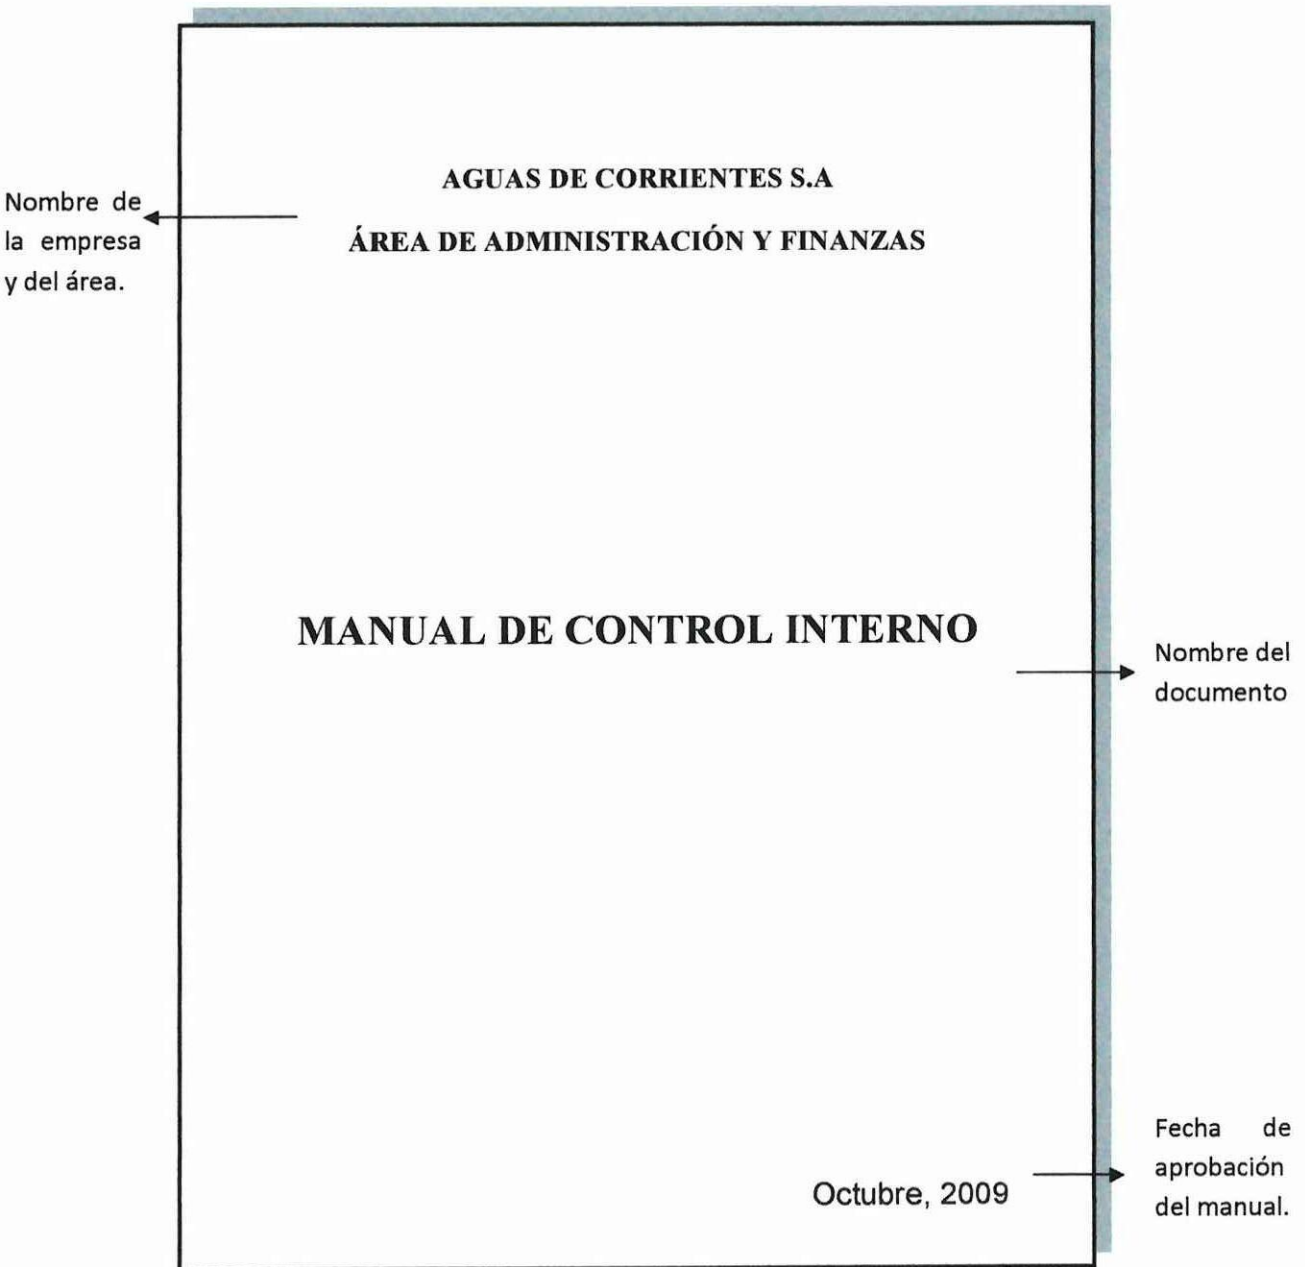 AGUAS DE CORRIENTES S.A
ÁREA DE ADMINISTRACIÓN Y FINANZAS
Nombre de
la empresa
y del área.
MANUAL DE CONTROL INTERNO
Nombre del
documento
Octubre, 2009
Fecha de
aprobación
del manual.